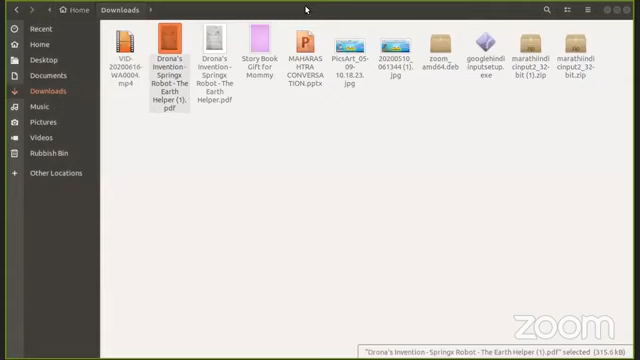 Home
Downloads
Recent
Home
Desktop
Documents
Downloads
Music
Pictures
Videos
Rubbish Bin
Other Locations
VID-
20200616-
WA0004.
mp4
Drona's
Invention -
Springx
Robot - The
Earth
Helper (1).
pdf
Drona's
Invention -
Springx
Robot - The
Earth
Helper.pdf
Story Book
Gift for
Mommy
MAHARAS
HTRA
CONVERSA
TION.pptx
PicsArt_05-
09-
10.18.23.
jpg
20200510_
061344 (1).
jpg
zoom_
amd64.deb
googlehindi
inputsetup.
exe
marathiindi
cinput2_32-
bit (1).zip
marathiindi
cinput2_32-
bit.zip
zoom
"Drona's Invention - Springx Robot - The Earth Helper (1).pdf" selected (315.6 kB)